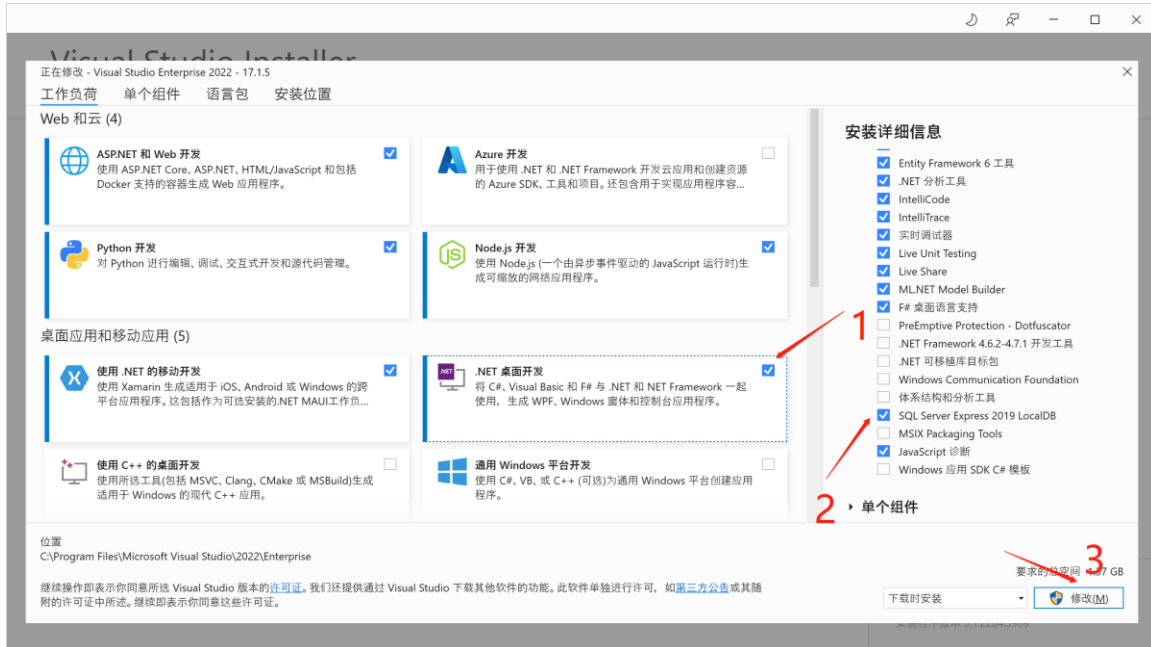 Visual Studio Installer
正在修改 - Visual Studio Enterprise 2022 - 17.1.5
工作负荷 单个组件 语言包 安装位置
Web 和云 (4)
ASP.NET 和 Web 开发
使用 ASP.NET Core、ASP.NET、HTML/JavaScript 和包括
Docker 支持的容器生成 Web 应用程序。
Azure 开发
用于使用 .NET 和 .NET Framework 开发云应用和创建资源
的 Azure SDK、工具和项目。还包含用于实现应用程序容...
Python 开发
对 Python 进行编辑、调试、交互式开发和源代码管理。
Node.js 开发
使用 Node.js (一个由异步事件驱动的 JavaScript 运行时)生
成可缩放的网络应用程序。
桌面应用和移动应用 (5)
使用 .NET 的移动开发
使用 Xamarin 生成适用于 iOS、Android 或 Windows 的跨
平台应用程序。这包括作为可选安装的.NET MAUI工作负...
.NET
.NET 桌面开发
将 C#、Visual Basic 和 F# 与 .NET 和 NET Framework 一起
使用，生成 WPF、Windows 窗体和控制台应用程序。
使用 C++ 的桌面开发
使用所选工具(包括 MSVC、Clang、CMake 或 MSBuild)生成
适用于 Windows 的现代 C++ 应用。
通用 Windows 平台开发
使用 C#、VB、或 C++ (可选)为通用 Windows 平台创建应用
程序。
安装详细信息
Entity Framework 6 工具
.NET 分析工具
IntelliCode
IntelliTrace
实时调试器
Live Unit Testing
Live Share
ML.NET Model Builder
F# 桌面语言支持
PreEmptive Protection - Dotfuscator
.NET Framework 4.6.2-4.7.1 开发工具
.NET 可移植库目标包
Windows Communication Foundation
体系结构和分析工具
SQL Server Express 2019 LocalDB
MSIX Packaging Tools
JavaScript 诊断
Windows 应用 SDK C# 模板
单个组件
1
2
3
位置
C:\Program Files\Microsoft Visual Studio\2022\Enterprise
继续操作即表示你同意所选 Visual Studio 版本的许可证。我们还提供通过 Visual Studio 下载其他软件的功能。此软件单独进行许可，如第三方公告或其随
附的许可证中所述。继续即表示你同意这些许可证。
要求的总空间 GB
下载时安装
修改(M)